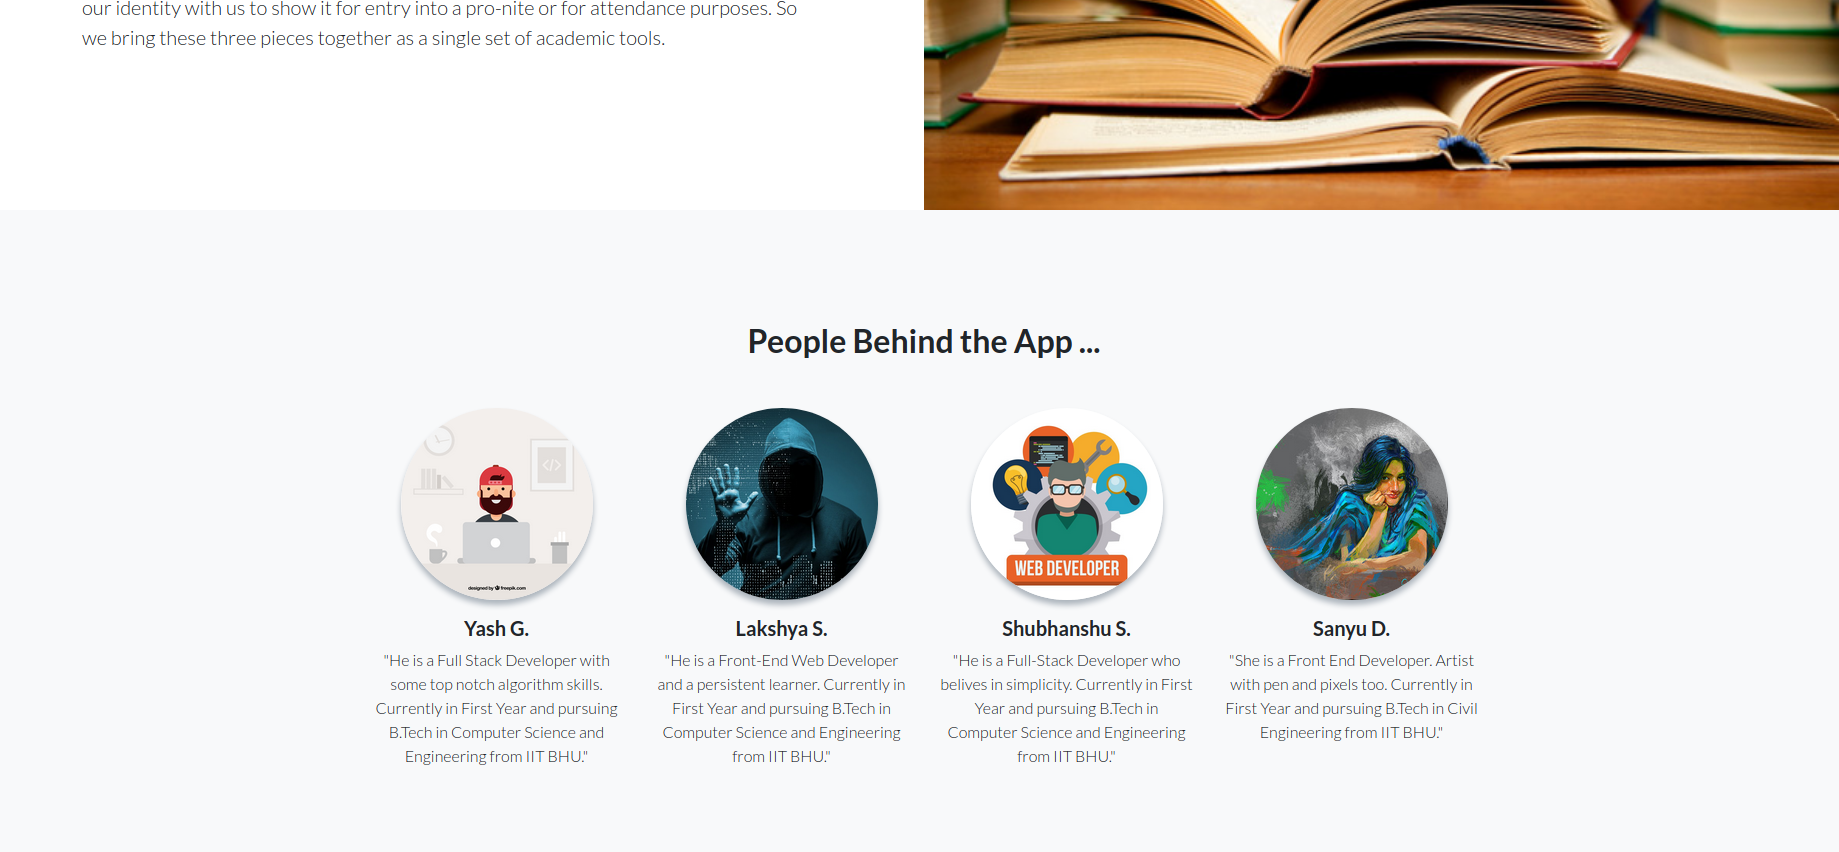 our identity with us to show it for entry into a pro-nite or for attendance purposes. So
we bring these three pieces together as a single set of academic tools.
People Behind the App ...
designed by freepik.com
WEB DEVELOPER
Yash G.
"He is a Full Stack Developer with
some top notch algorithm skills.
Currently in First Year and pursuing
B.Tech in Computer Science and
Engineering from IIT BHU."
Lakshya S.
"He is a Front-End Web Developer
and a persistent learner. Currently in
First Year and pursuing B.Tech in
Computer Science and Engineering
from IIT BHU."
Shubhanshu S.
"He is a Full-Stack Developer who
belives in simplicity. Currently in First
Year and pursuing B.Tech in
Computer Science and Engineering
from IIT BHU."
Sanyu D.
"She is a Front End Developer. Artist
with pen and pixels too. Currently in
First Year and pursuing B.Tech in Civil
Engineering from IIT BHU."